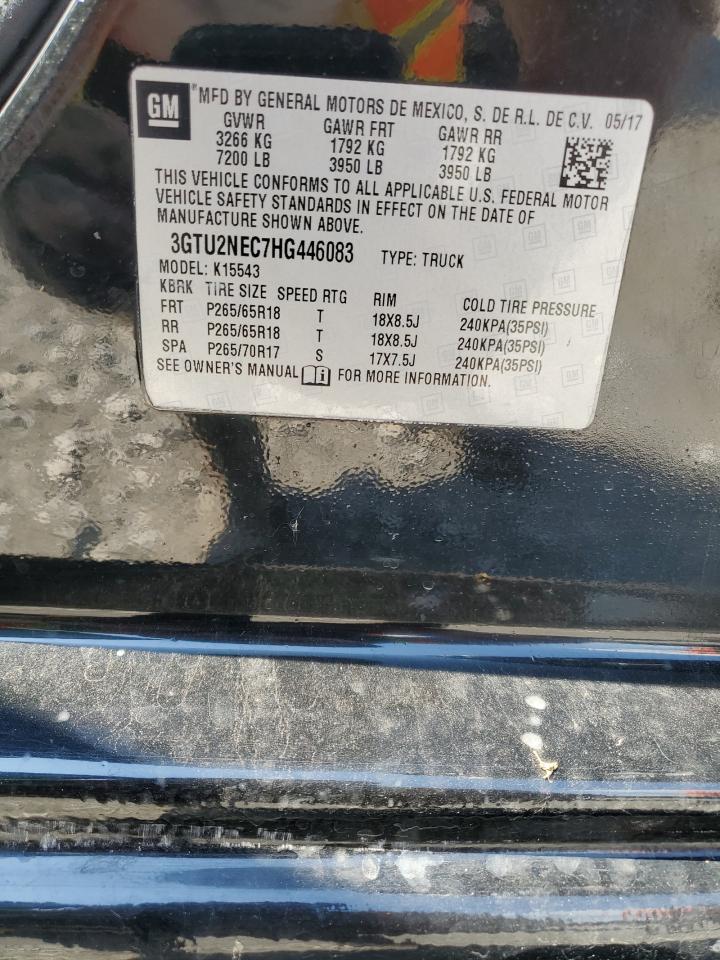 GM
MFD BY GENERAL MOTORS DE MEXICO, S. DE R.L. DE C.V. 05/17
GVWR GAWR FRT GAWR RR
3266 KG 1792 KG 1792 KG
7200 LB 3950 LB 3950 LB
THIS VEHICLE CONFORMS TO ALL APPLICABLE U.S. FEDERAL MOTOR
VEHICLE SAFETY STANDARDS IN EFFECT ON THE DATE OF
MANUFACTURE SHOWN ABOVE.
3GTU2NEC7HG446083 TYPE: TRUCK
MODEL: K15543
KBRK TIRE SIZE SPEED RTG RIM COLD TIRE PRESSURE
FRT P265/65R18 T 18X8.5J 240KPA(35PSI)
RR P265/65R18 T 18X8.5J 240KPA(35PSI)
SPA P265/70R17 S 17X7.5J 240KPA(35PSI)
SEE OWNER'S MANUAL FOR MORE INFORMATION.